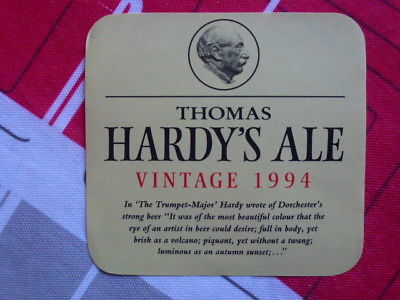 THOMAS
HARDY'S ALE
VINTAGE 1994
In 'The Trumpet-Major' Hardy wrote of Dorchester's
strong beer "It was of the most beautiful colour that the
eye of an artist in beer could desire; full in body, yet
brisk as a volcano; piquant, yet without a twang;
luminous as an autumn sunset;..."